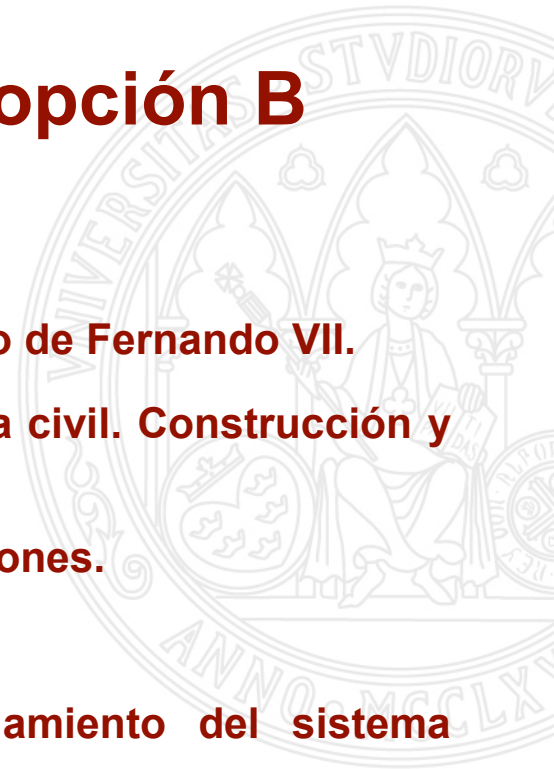 opción B
o de Fernando VII.
a civil. Construcción y
ones.
amiento del sistema